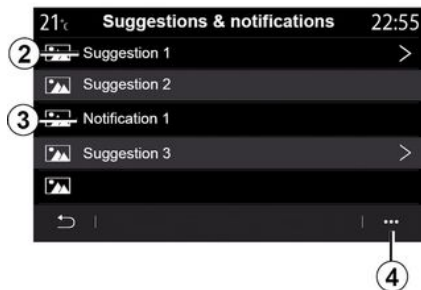 21°c Suggestions & notifications 22:55
2 Suggestion 1
Suggestion 2
3 Notification 1
Suggestion 3
4